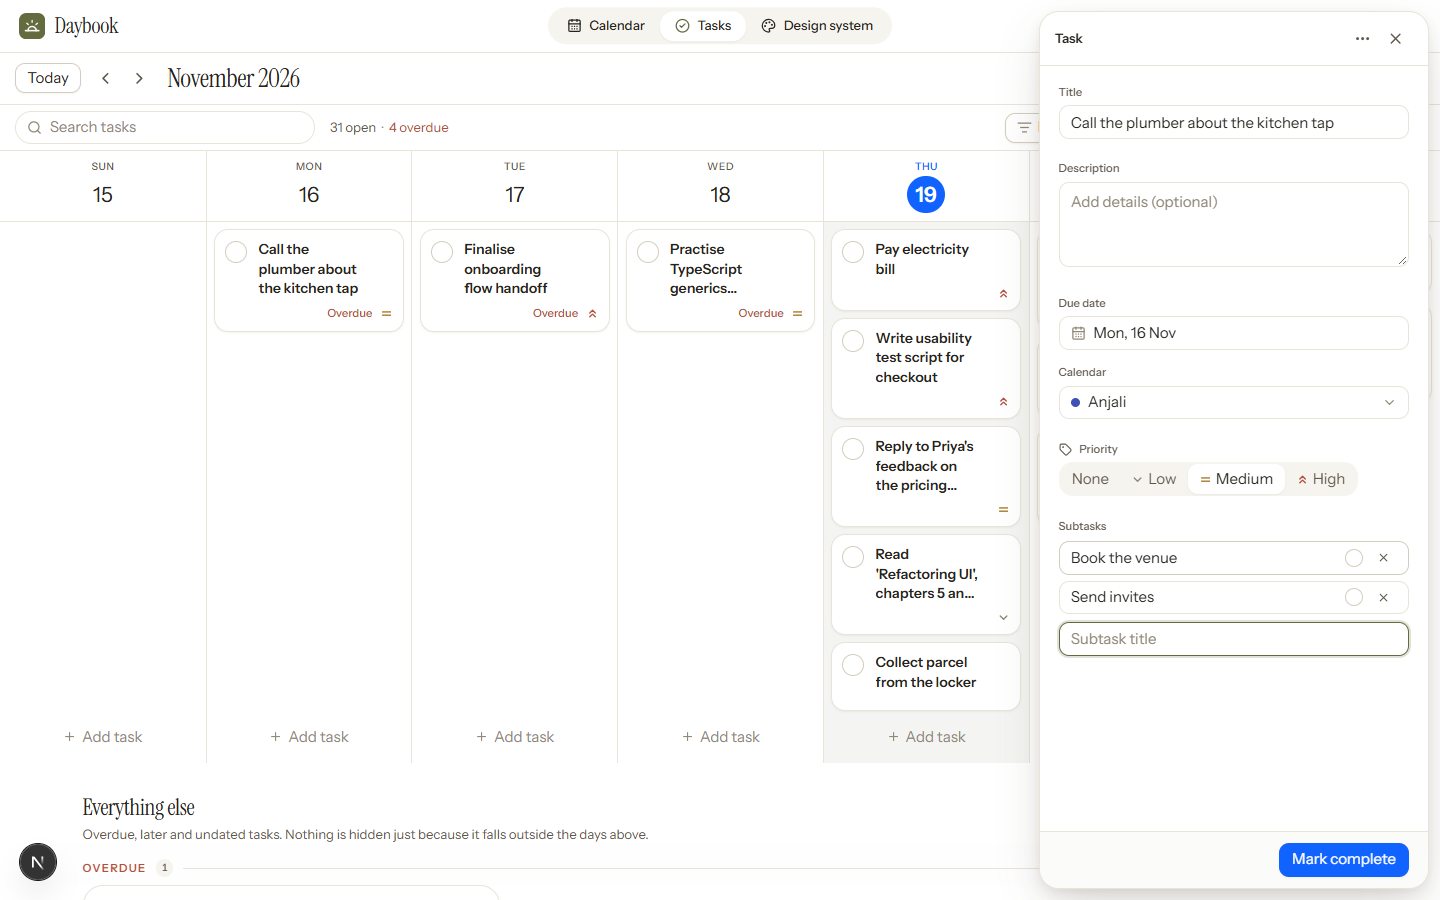 Daybook
Calendar
Tasks
Design system
Today
November 2026
Search tasks
31 open · 4 overdue
SUN
15
MON
16
TUE
17
WED
18
THU
19
Call the
plumber about
the kitchen tap
Overdue
Finalise
onboarding
flow handoff
Overdue
Practise
TypeScript
generics...
Overdue
Pay electricity
bill
Write usability
test script for
checkout
Reply to Priya's
feedback on
the pricing...
Read
'Refactoring UI',
chapters 5 an...
Collect parcel
from the locker
+ Add task
+ Add task
+ Add task
+ Add task
+ Add task
Everything else
Overdue, later and undated tasks. Nothing is hidden just because it falls outside the days above.
OVERDUE 1
N
Task
Title
Call the plumber about the kitchen tap
Description
Add details (optional)
Due date
Mon, 16 Nov
Calendar
Anjali
Priority
None
Low
Medium
High
Subtasks
Book the venue
Send invites
Subtask title
Mark complete